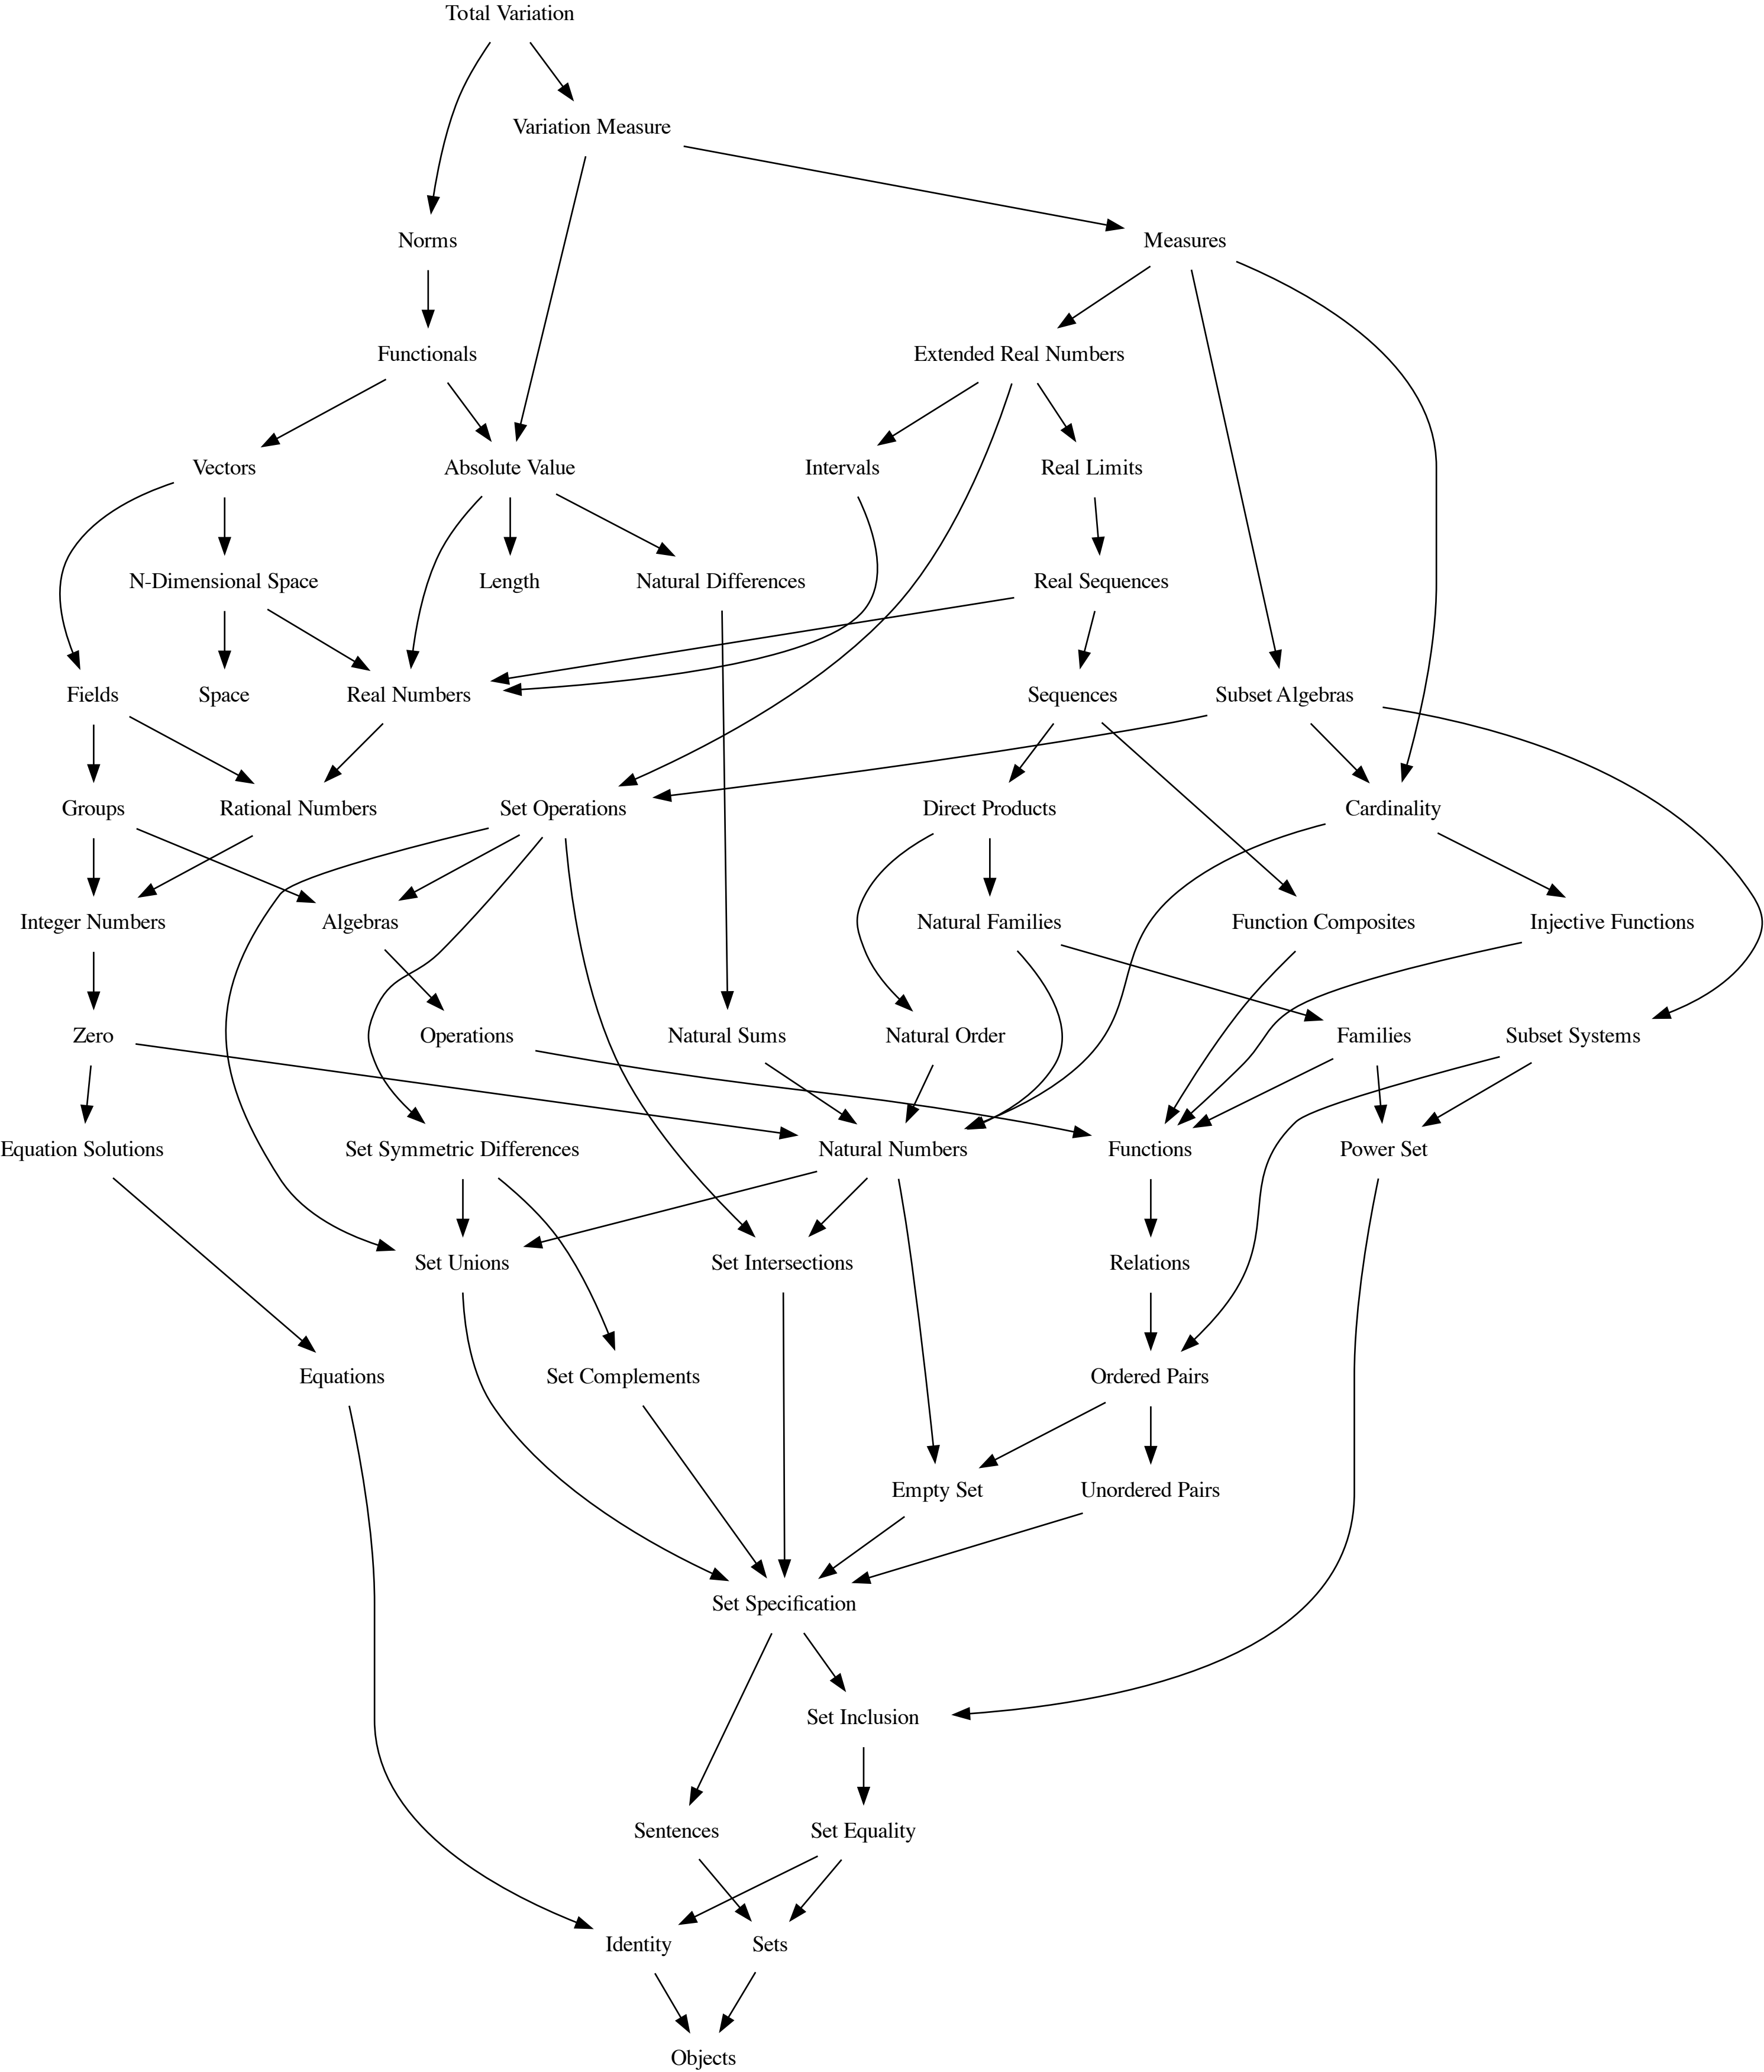 Total Variation
Variation Measure
Norms
Measures
Functionals
Extended Real Numbers
Vectors
Absolute Value
Intervals
Real Limits
N-Dimensional Space
Length
Natural Differences
Real Sequences
Fields
Space
Real Numbers
Sequences
Subset Algebras
Groups
Rational Numbers
Set Operations
Direct Products
Cardinality
Integer Numbers
Algebras
Natural Families
Function Composites
Injective Functions
Zero
Operations
Natural Sums
Natural Order
Families
Subset Systems
Equation Solutions
Set Symmetric Differences
Natural Numbers
Functions
Power Set
Set Unions
Set Intersections
Relations
Equations
Set Complements
Ordered Pairs
Empty Set
Unordered Pairs
Set Specification
Set Inclusion
Sentences
Set Equality
Identity
Sets
Objects